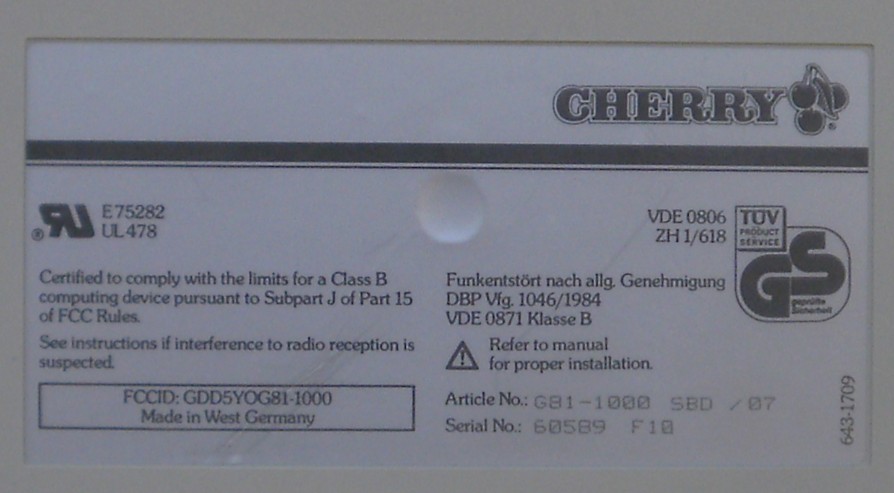 CHERRY
®
E 75282
UL 478
®
Certified to comply with the limits for a Class B
computing device pursuant to Subpart J of Part 15
of FCC Rules.
See instructions if interference to radio reception is
suspected.
FCCID: GDD5YOG81-1000
Made in West Germany
VDE 0806
ZH 1/618
TÜV
PRODUCT
SERVICE
GS
geprüfte
Sicherheit
Funkentstört nach allg. Genehmigung
DBP Vfg. 1046/1984
VDE 0871 Klasse B
Refer to manual
for proper installation.
Article No.: G81-1000 SBD /07
Serial No.: 60589 F10
643-1709